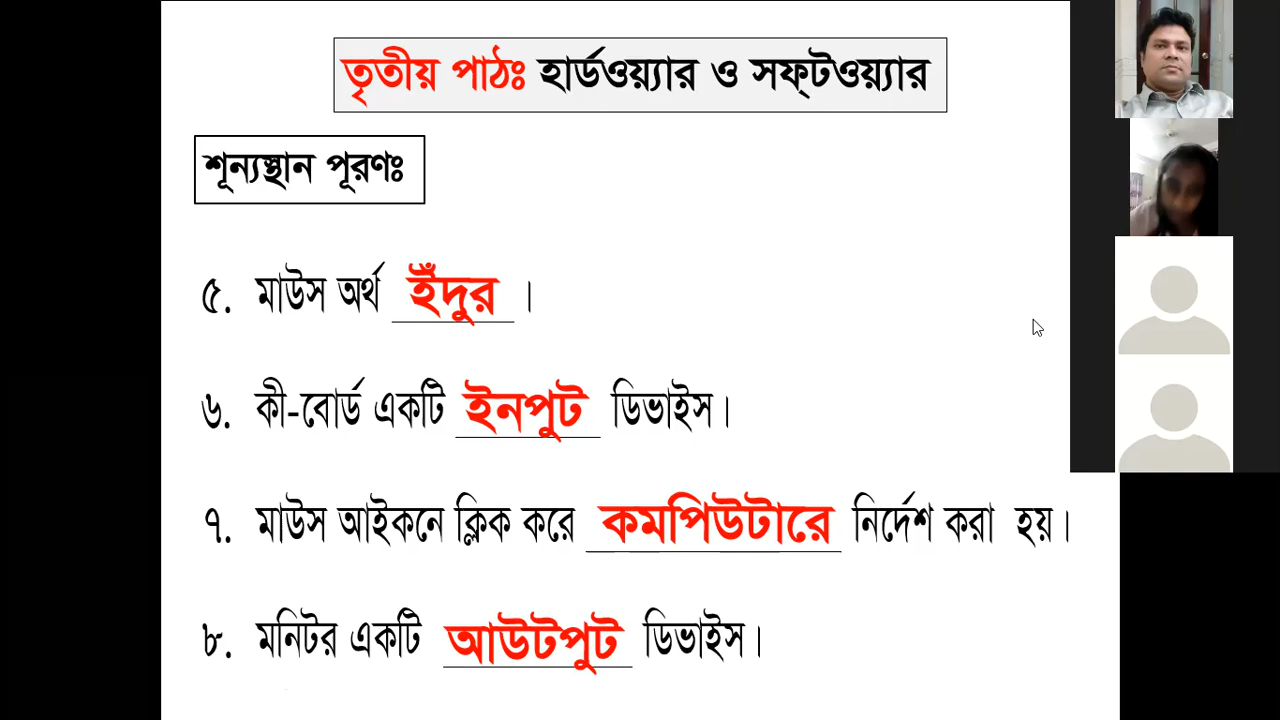 তৃতীয় পাঠঃ হার্ডওয়্যার ও সফ্টওয়্যার
শূন্যস্থান পূরণঃ
৫. মাউস অর্থ ইঁদুর ।
৬. কী-বোর্ড একটি ইনপুট ডিভাইস।
৭. মাউস আইকনে ক্লিক করে কমপিউটারে নির্দেশ করা হয়।
৮. মনিটর একটি আউটপুট ডিভাইস।